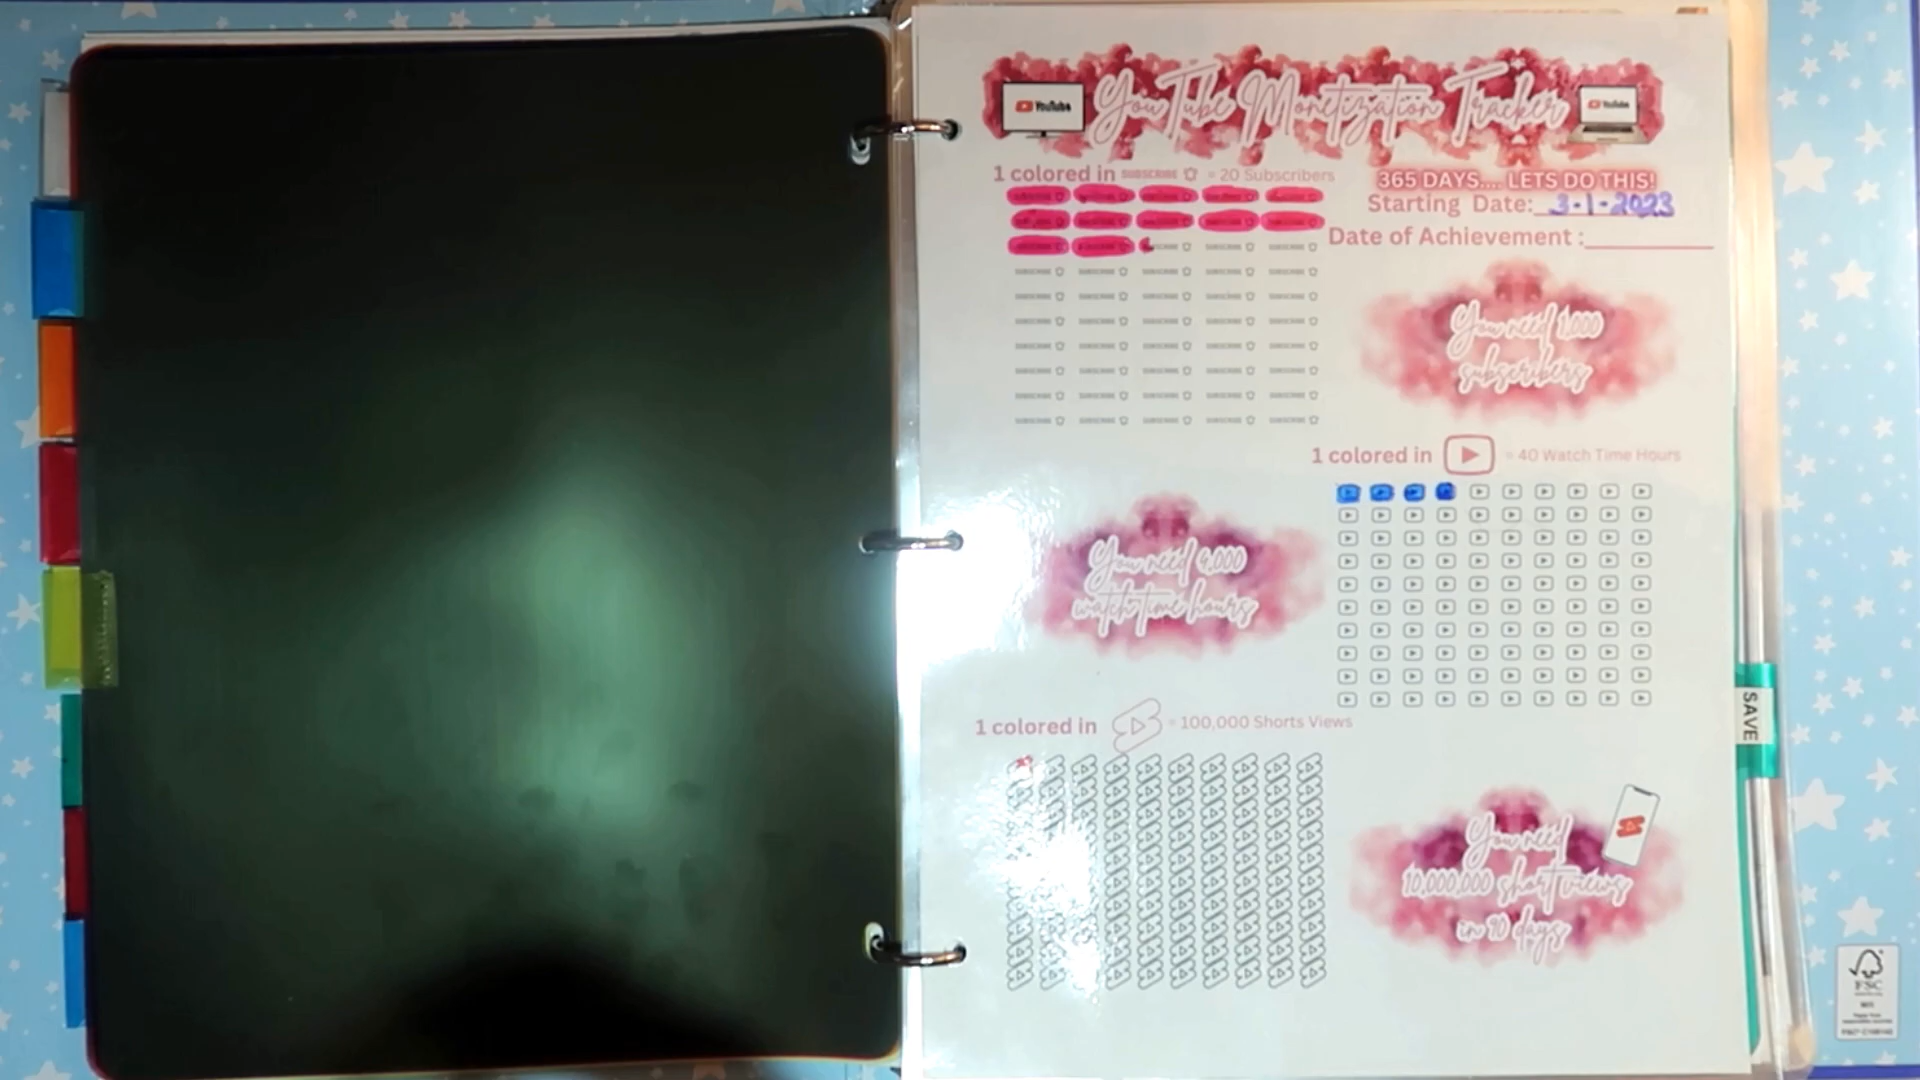 YouTube Monetization Tracker
YouTube
YouTube
1 colored in SUBSCRIBE = 20 Subscribers
365 DAYS.... LETS DO THIS!
Starting Date: 3-1-2023
Date of Achievement :
You need 1,000
subscribers
1 colored in = 40 Watch Time Hours
You need 4,000
watch time hours
1 colored in = 100,000 Shorts Views
SAVE
You need
10,000,000 short views
in 90 days
FSC